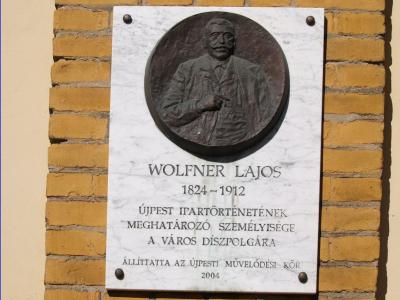 WOLFNER LAJOS
1824-1912
ÚJPEST IPARTÖRTÉNETÉNEK
MEGHATÁROZÓ SZEMÉLYISÉGE
A VÁROS DÍSZPOLGÁRA
ÁLLÍTTATTA AZ ÚJPESTI MŰVELŐDÉSI KÖR
2004